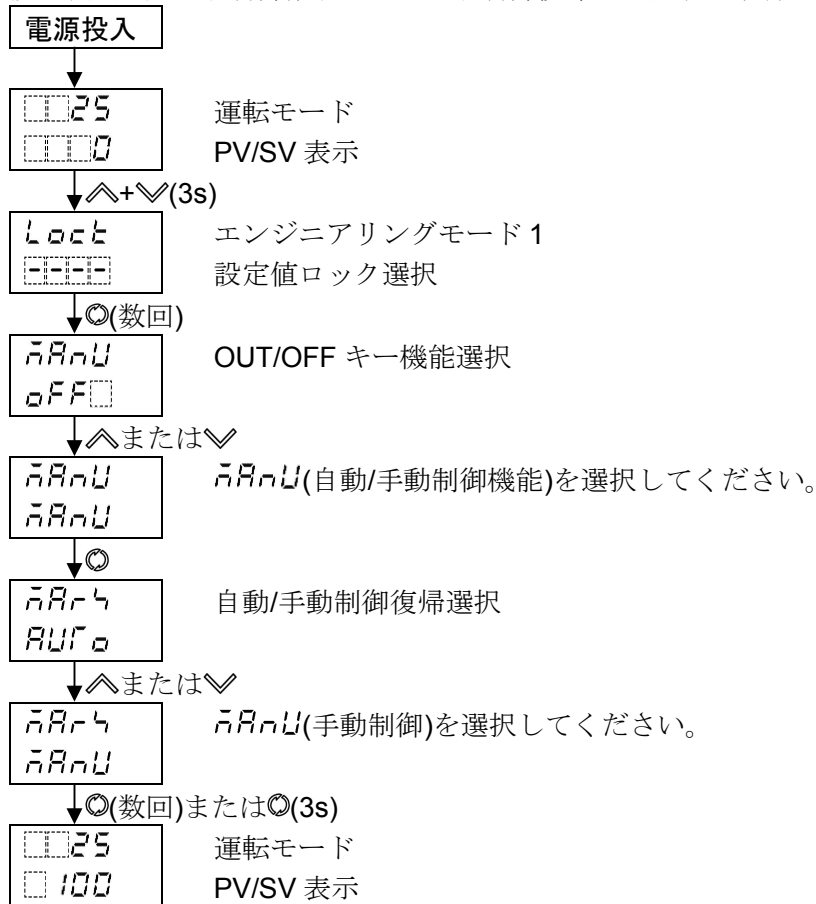 電源投入
25 運転モード
0 PV/SV 表示
+ (3s)
Lock エンジニアリングモード 1
---- 設定値ロック選択
(数回)
MANU OUT/OFF キー機能選択
oFF
または
MANU MANU(自動/手動制御機能)を選択してください。
MANU
MARS 自動/手動制御復帰選択
AUTo
または
MARS MANU(手動制御)を選択してください。
MANU
(数回)または (3s)
25 運転モード
100 PV/SV 表示